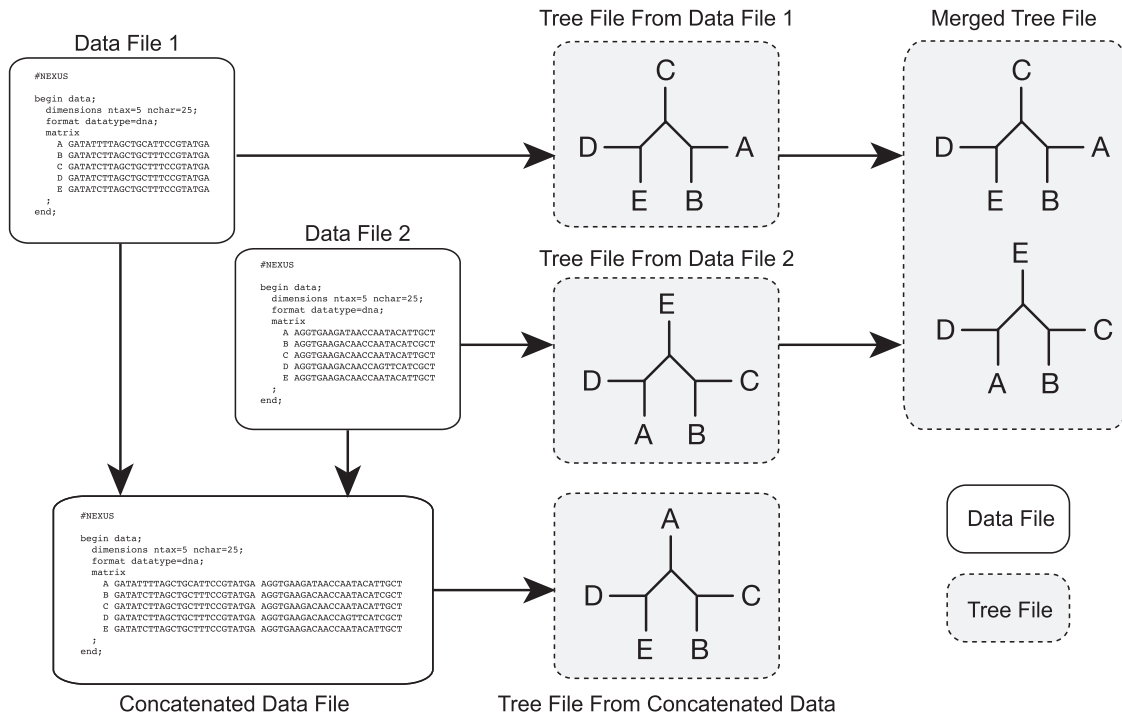 Data File 1
#NEXUS
begin data;
dimensions ntax=5 nchar=25;
format datatype=dna;
matrix
A GATATTTTAGCTGCATTCCGTATGA
B GATATCTTAGCTGCTTTCCGTATGA
C GATATCTTAGCTGCTTTCCGTATGA
D GATATCTTAGCTGCTTTCCGTATGA
E GATATCTTAGCTGCTTTCCGTATGA
;
end;
Data File 2
#NEXUS
begin data;
dimensions ntax=5 nchar=25;
format datatype=dna;
matrix
A AGGTGAAGATAACCAATACATTGCT
B AGGTGAAGACAACCAATACATCGCT
C AGGTGAAGACAACCAATACATTGCT
D AGGTGAAGACAACCAGTTCATCGCT
E AGGTGAAGACAACCAATACATTGCT
;
end;
#NEXUS
begin data;
dimensions ntax=5 nchar=25;
format datatype=dna;
matrix
A GATATTTTAGCTGCATTCCGTATGA AGGTGAAGATAACCAATACATTGCT
B GATATCTTAGCTGCTTTCCGTATGA AGGTGAAGACAACCAATACATCGCT
C GATATCTTAGCTGCTTTCCGTATGA AGGTGAAGACAACCAATACATTGCT
D GATATCTTAGCTGCTTTCCGTATGA AGGTGAAGACAACCAGTTCATCGCT
E GATATCTTAGCTGCTTTCCGTATGA AGGTGAAGACAACCAATACATTGCT
;
end;
Concatenated Data File
Tree File From Data File 1
C
D A
E B
Tree File From Data File 2
E
D C
A B
A
D C
E B
Tree File From Concatenated Data
Merged Tree File
C
D A
E B
E
D C
A B
Data File
Tree File